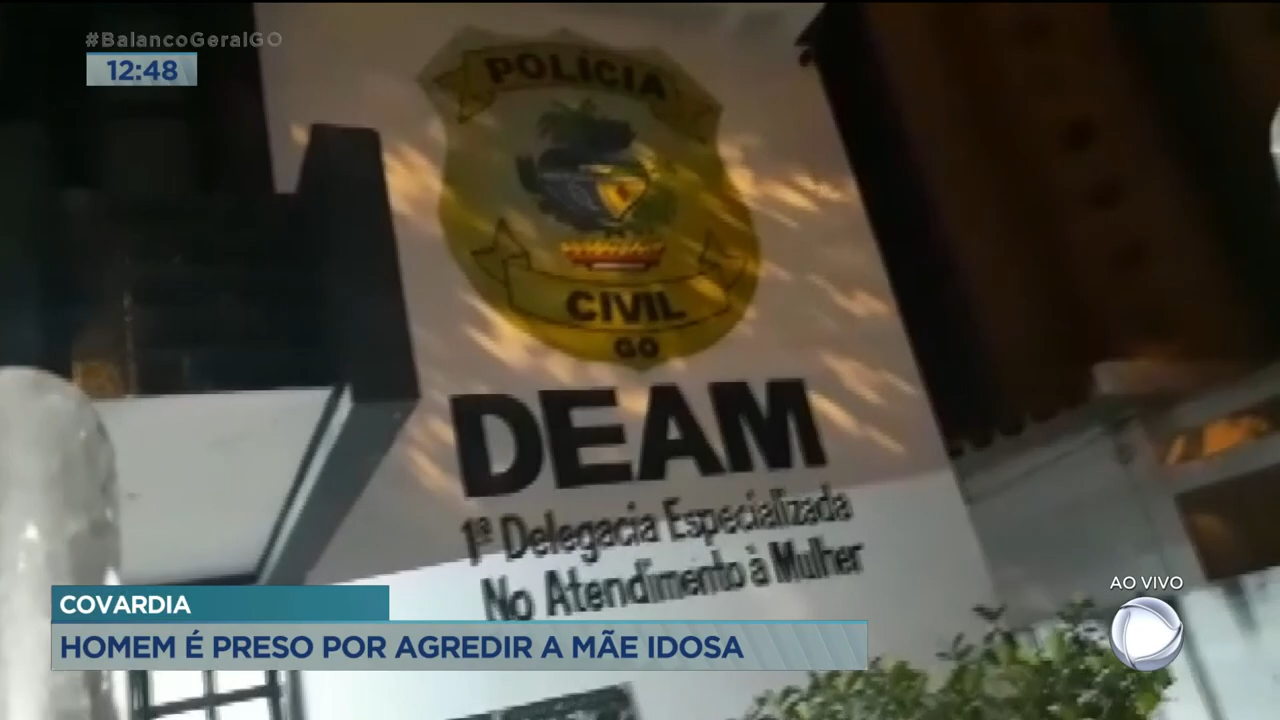 #BalancoGeralGO
12:48
POLÍCIA
CIVIL
GO
DEAM
1ª Delegacia Especializada
No Atendimento à Mulher
AO VIVO
COVARDIA
HOMEM É PRESO POR AGREDIR A MÃE IDOSA